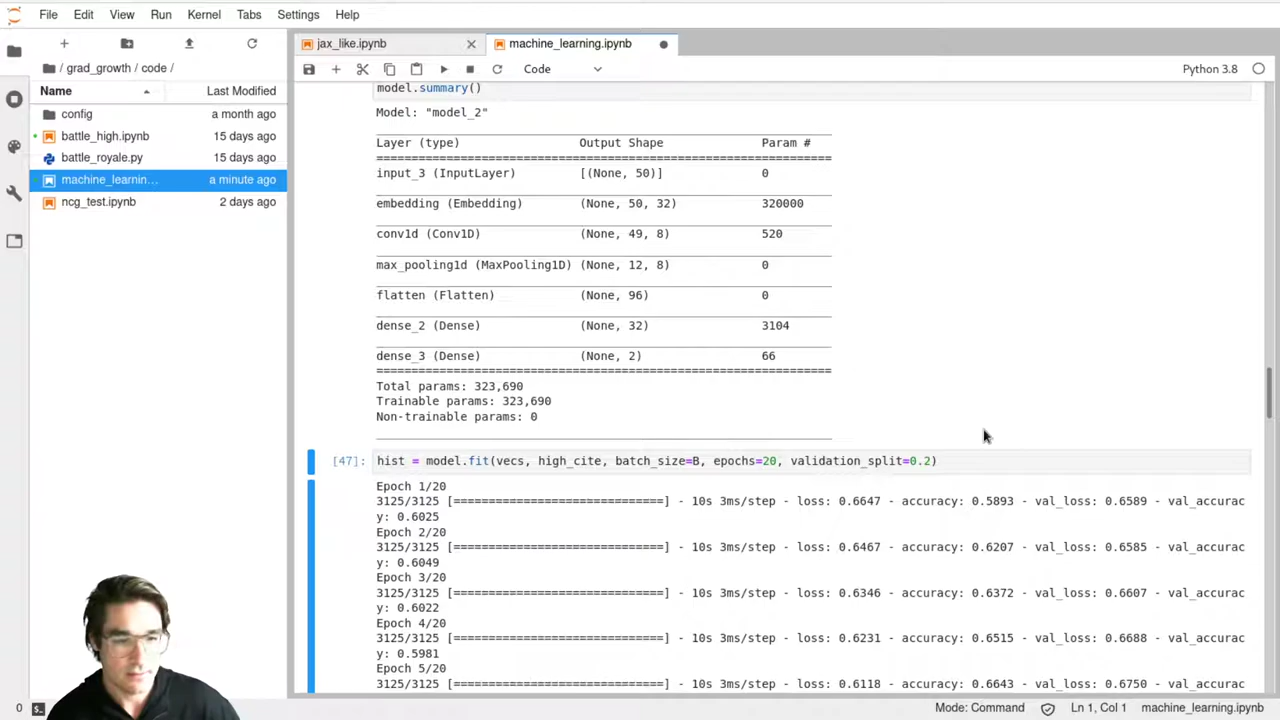 File Edit View Run Kernel Tabs Settings Help
jax_like.ipynb
machine_learning.ipynb
Code
Python 3.8
/ grad_growth / code /
Name Last Modified
config a month ago
battle_high.ipynb 15 days ago
battle_royale.py 15 days ago
machine_learnin… a minute ago
ncg_test.ipynb 2 days ago
model.summary()
Model: "model_2"
Layer (type) Output Shape Param #
=================================================================
input_3 (InputLayer) [(None, 50)] 0
embedding (Embedding) (None, 50, 32) 320000
conv1d (Conv1D) (None, 49, 8) 520
max_pooling1d (MaxPooling1D) (None, 12, 8) 0
flatten (Flatten) (None, 96) 0
dense_2 (Dense) (None, 32) 3104
dense_3 (Dense) (None, 2) 66
=================================================================
Total params: 323,690
Trainable params: 323,690
Non-trainable params: 0
[47]: hist = model.fit(vecs, high_cite, batch_size=B, epochs=20, validation_split=0.2)
Epoch 1/20
3125/3125 [==============================] - 10s 3ms/step - loss: 0.6647 - accuracy: 0.5893 - val_loss: 0.6589 - val_accurac
y: 0.6025
Epoch 2/20
3125/3125 [==============================] - 10s 3ms/step - loss: 0.6467 - accuracy: 0.6207 - val_loss: 0.6585 - val_accurac
y: 0.6049
Epoch 3/20
3125/3125 [==============================] - 10s 3ms/step - loss: 0.6346 - accuracy: 0.6372 - val_loss: 0.6607 - val_accurac
y: 0.6022
Epoch 4/20
3125/3125 [==============================] - 10s 3ms/step - loss: 0.6231 - accuracy: 0.6515 - val_loss: 0.6688 - val_accurac
y: 0.5981
Epoch 5/20
3125/3125 [==============================] - 10s 3ms/step - loss: 0.6118 - accuracy: 0.6643 - val_loss: 0.6750 - val_accurac
0 Mode: Command Ln 1, Col 1 machine_learning.ipynb